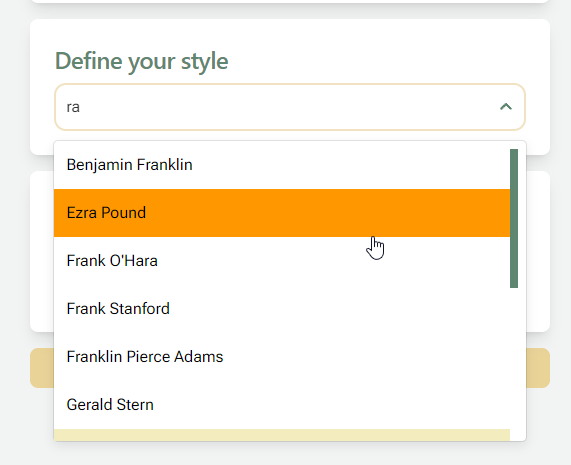 Define your style
ra
Benjamin Franklin
Ezra Pound
Frank O'Hara
Frank Stanford
Franklin Pierce Adams
Gerald Stern